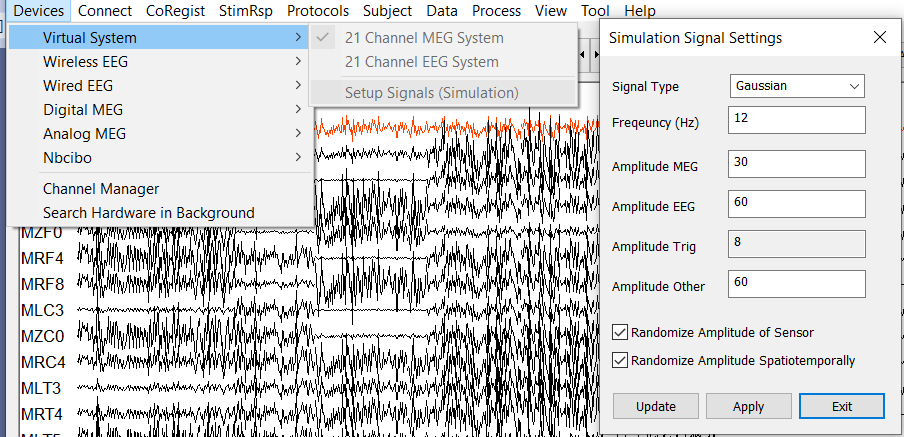 Devices Connect CoRegist StimRsp Protocols Subject Data Process View Tool Help
Virtual System
Wireless EEG
Wired EEG
Digital MEG
Analog MEG
Nbcibo
Channel Manager
Search Hardware in Background
21 Channel MEG System
21 Channel EEG System
Setup Signals (Simulation)
MZF0
MRF4
MRF8
MLC3
MZC0
MRC4
MLT3
MRT4
MLT5
Simulation Signal Settings
Signal Type Gaussian
Freqeuncy (Hz) 12
Amplitude MEG 30
Amplitude EEG 60
Amplitude Trig 8
Amplitude Other 60
Randomize Amplitude of Sensor
Randomize Amplitude Spatiotemporally
Update Apply Exit